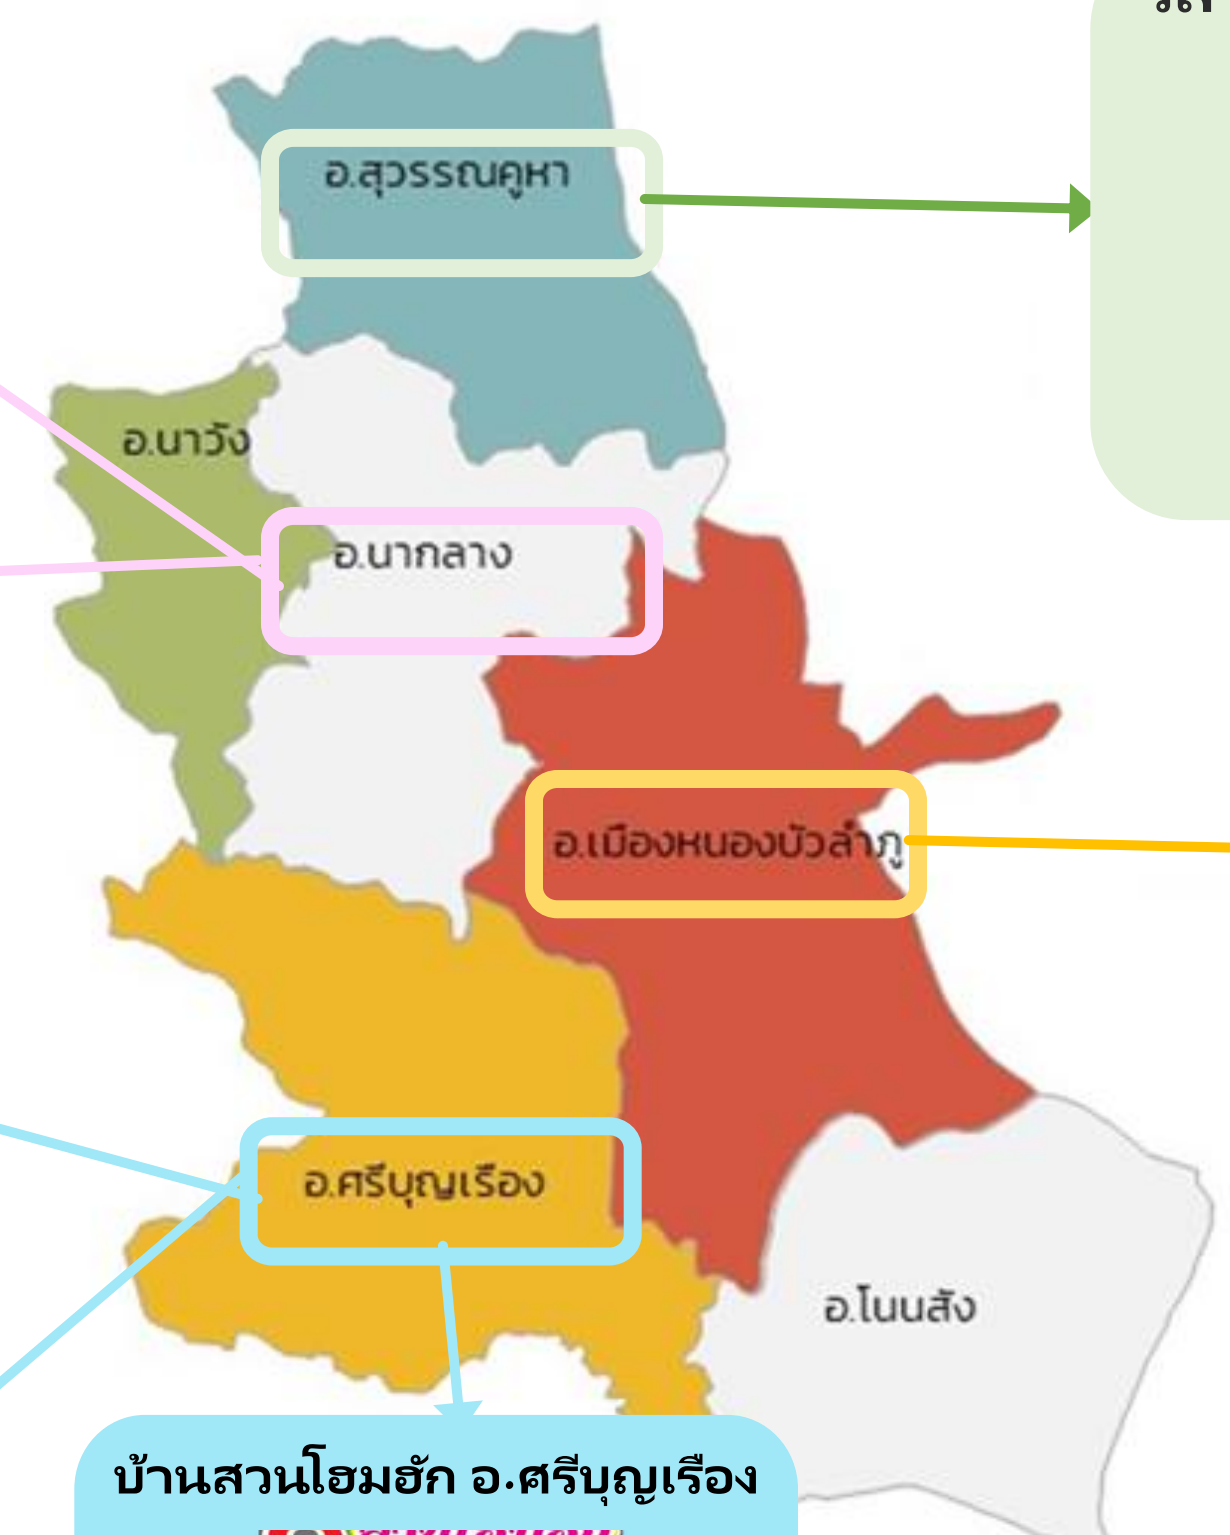 อ.สุวรรณคูหา
อ.นาวัง
อ.นากลาง
อ.เมืองหนองบัวลำภู
อ.ศรีบุญเรือง
อ.โนนสัง
บ้านสวนโฮมฮัก อ.ศรีบุญเรือง